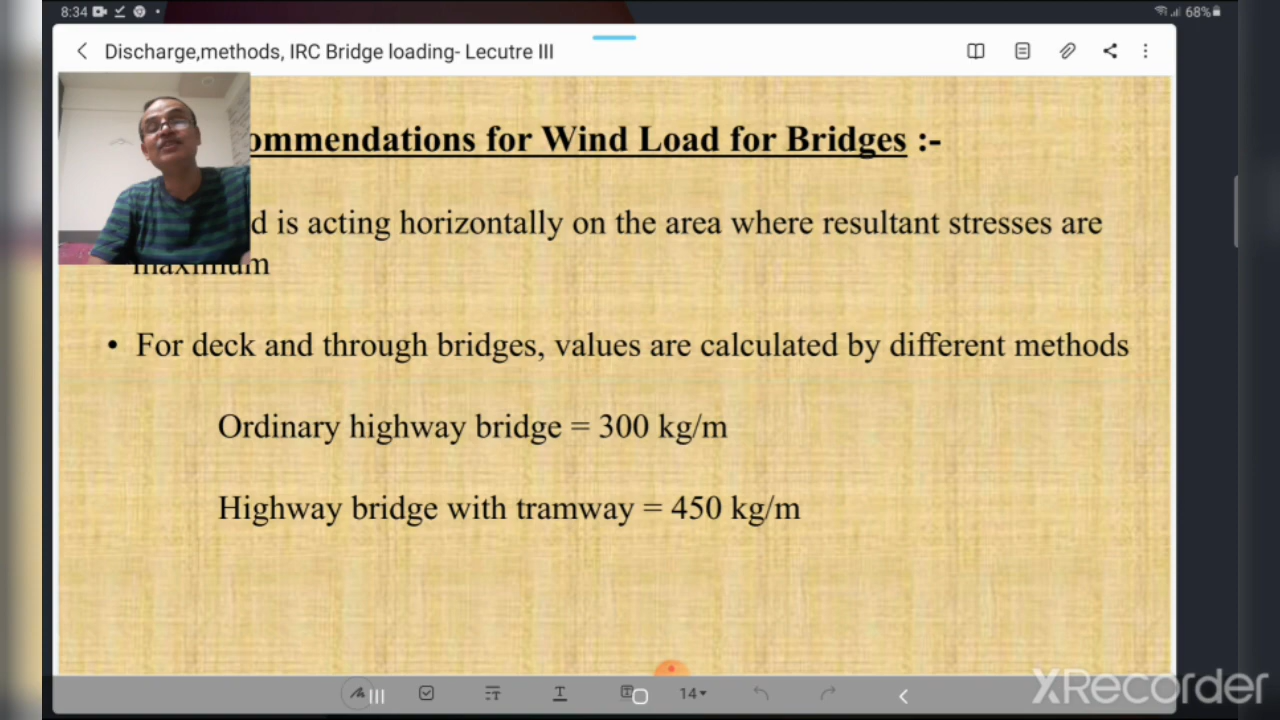 8:34
68%
Discharge,methods, IRC Bridge loading- Lecutre III
ommendations for Wind Load for Bridges :-
d is acting horizontally on the area where resultant stresses are
maximum
• For deck and through bridges, values are calculated by different methods
Ordinary highway bridge = 300 kg/m
Highway bridge with tramway = 450 kg/m
14
XRecorder